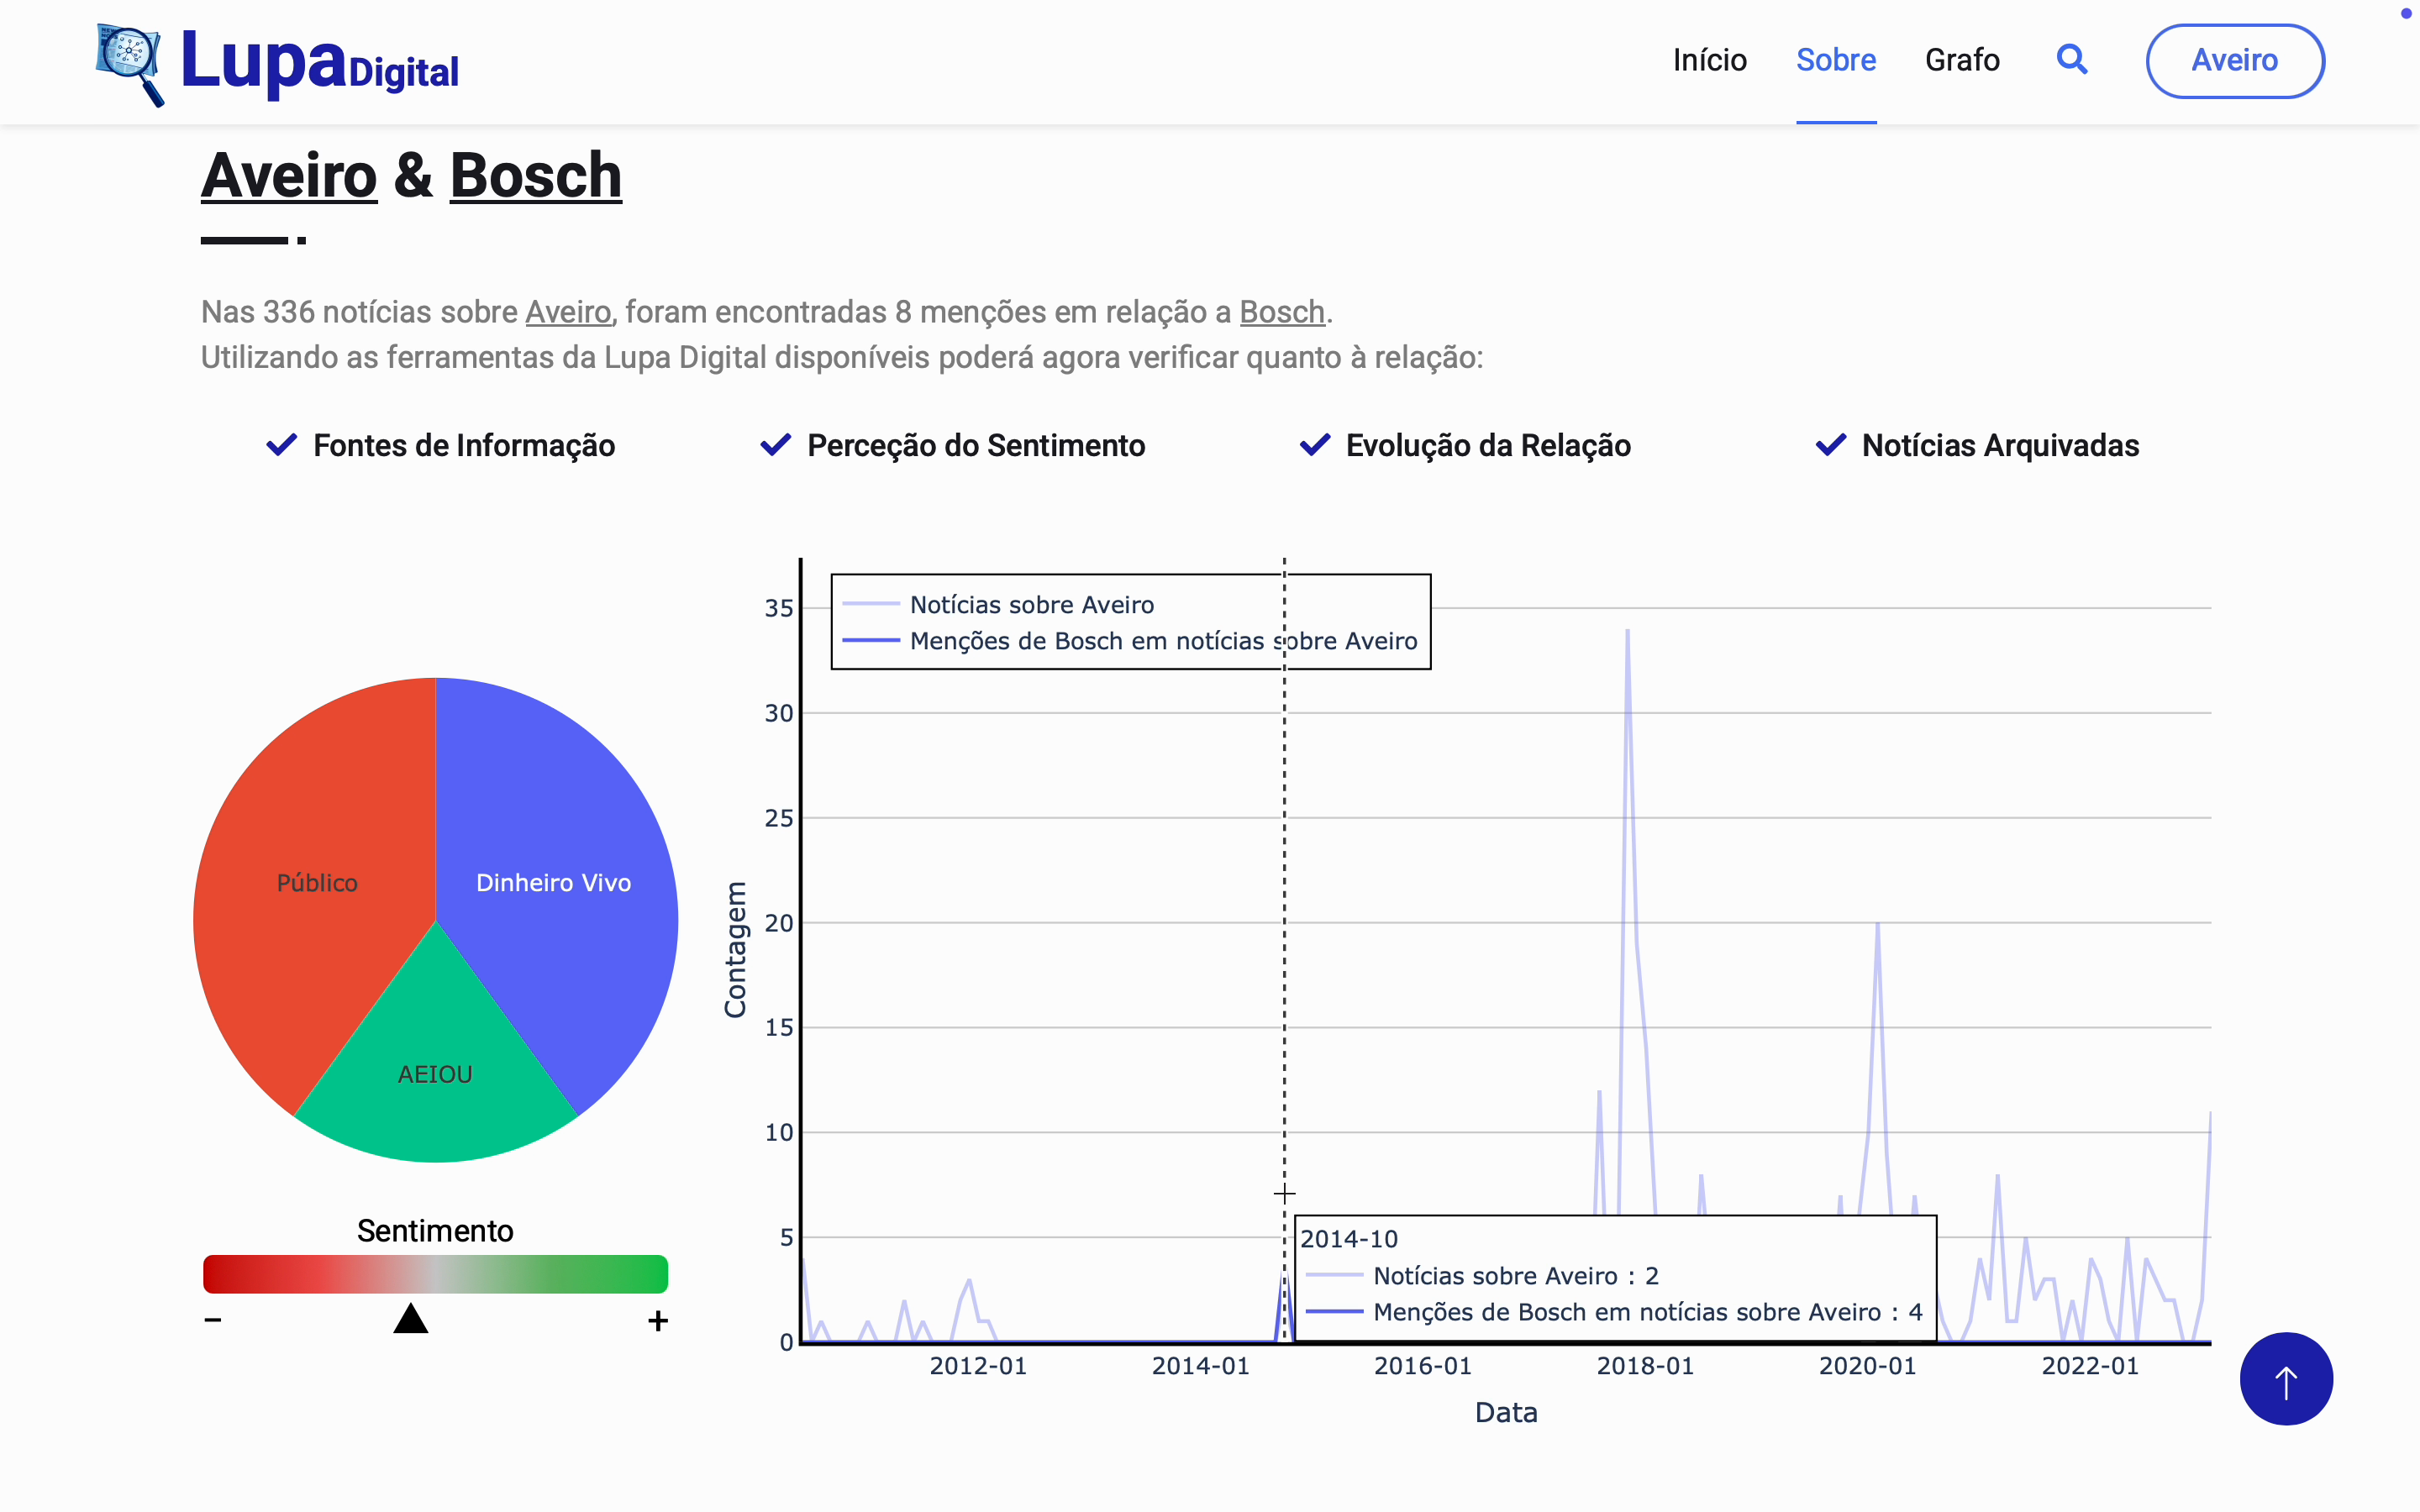 Lupa Digital
Início Sobre Grafo Aveiro
Aveiro & Bosch
Nas 336 notícias sobre Aveiro, foram encontradas 8 menções em relação a Bosch.
Utilizando as ferramentas da Lupa Digital disponíveis poderá agora verificar quanto à relação:
Fontes de Informação
Perceção do Sentimento
Evolução da Relação
Notícias Arquivadas
Público
Dinheiro Vivo
AEIOU
Sentimento
− +
Notícias sobre Aveiro
Menções de Bosch em notícias sobre Aveiro
Contagem
35
30
25
20
15
10
5
0
2014-10
Notícias sobre Aveiro : 2
Menções de Bosch em notícias sobre Aveiro : 4
2012-01 2014-01 2016-01 2018-01 2020-01 2022-01
Data